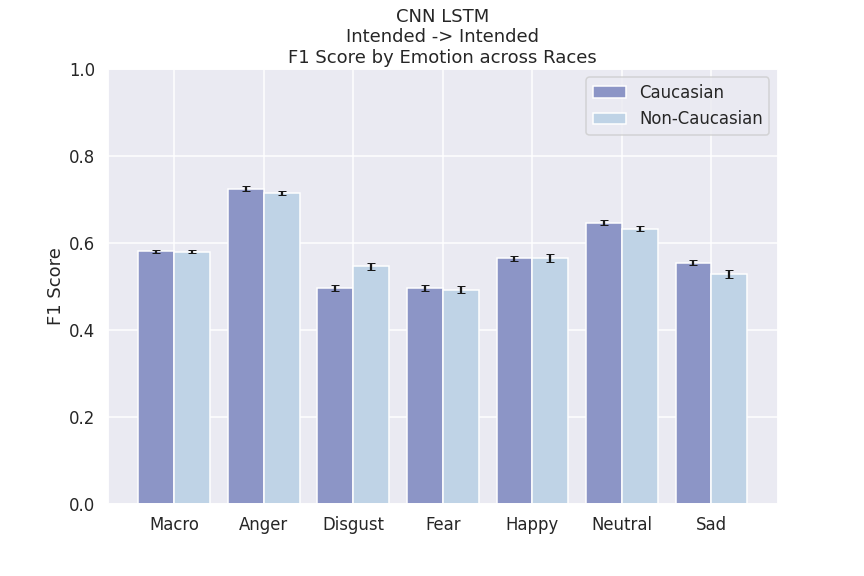 CNN LSTM
Intended -> Intended
F1 Score by Emotion across Races
1.0
0.8
0.6
0.4
0.2
0.0
F1 Score
Caucasian
Non-Caucasian
Macro Anger Disgust Fear Happy Neutral Sad